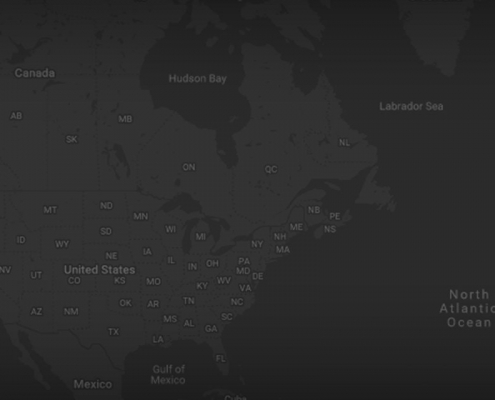 Canada
Hudson Bay
Labrador Sea
AB
MB
SK
NL
ON
QC
MT
ND
MN
NB
PE
ME
NS
ID
WY
SD
WI
MI
NY
NH
MA
NV
UT
United States
CO
NE
KS
IA
MO
IL
IN
OH
PA
MD
DE
KY
WV
VA
North
Atlantic
Ocean
AZ
NM
OK
AR
TN
NC
TX
MS
AL
GA
SC
LA
FL
Gulf of
Mexico
Mexico
Cuba